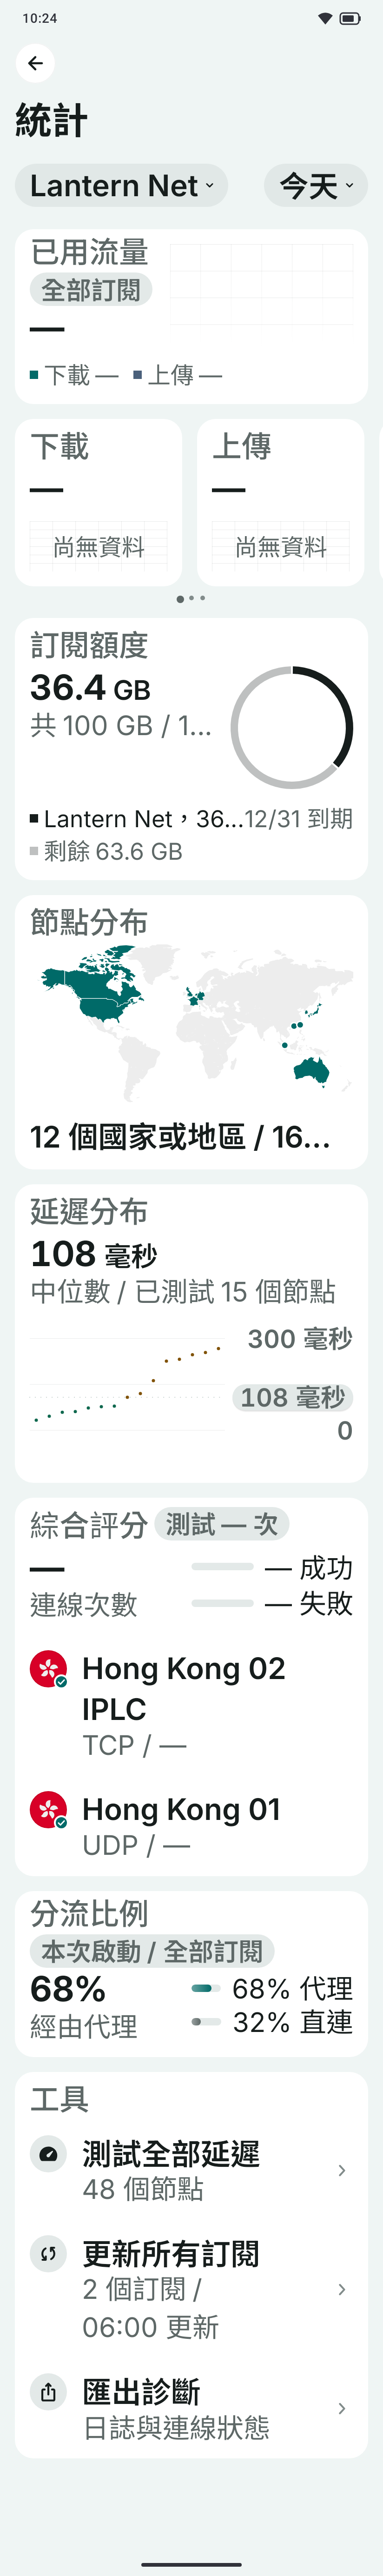 10:24
統計
Lantern Net
今天
已用流量
全部訂閱
—
下載 —
上傳 —
下載
—
尚無資料
上傳
—
尚無資料
訂閱額度
36.4 GB
共 100 GB / 1...
Lantern Net，36...
12/31 到期
剩餘 63.6 GB
節點分布
12 個國家或地區 / 16...
延遲分布
108 毫秒
中位數 / 已測試 15 個節點
300 毫秒
108 毫秒
0
綜合評分
測試 — 次
—
連線次數
— 成功
— 失敗
Hong Kong 02
IPLC
TCP / —
Hong Kong 01
UDP / —
分流比例
本次啟動 / 全部訂閱
68%
經由代理
68% 代理
32% 直連
工具
測試全部延遲
48 個節點
更新所有訂閱
2 個訂閱 /
06:00 更新
匯出診斷
日誌與連線狀態